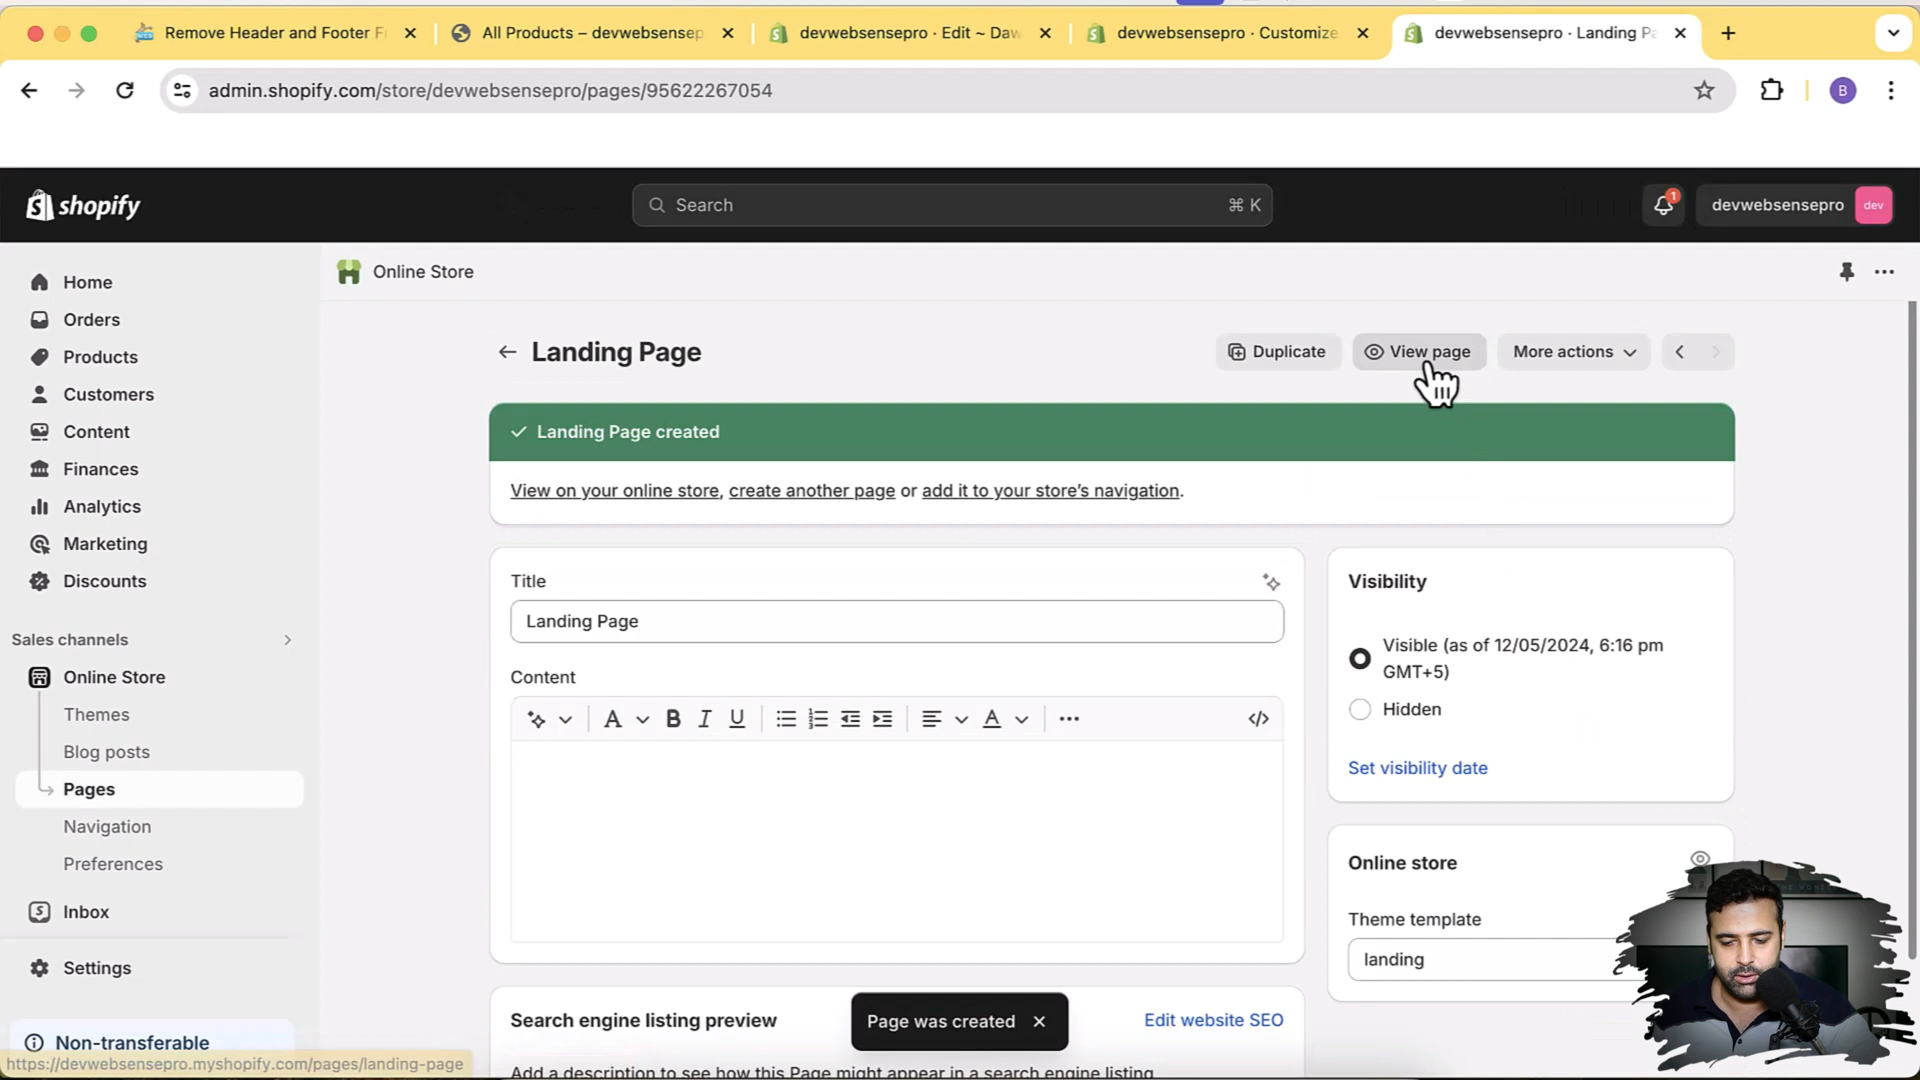 Remove Header and Footer F
All Products – devwebsensep
devwebsensepro · Edit ~ Daw
devwebsensepro · Customize
devwebsensepro · Landing Pa
admin.shopify.com/store/devwebsensepro/pages/95622267054
B
shopify
Search
⌘ K
1
devwebsensepro
dev
Home
Orders
Products
Customers
Content
Finances
Analytics
Marketing
Discounts
Sales channels
Online Store
Themes
Blog posts
Pages
Navigation
Preferences
Inbox
Settings
Non-transferable
https://devwebsensepro.myshopify.com/pages/landing-page
Online Store
Landing Page
Duplicate
View page
More actions
Landing Page created
View on your online store, create another page or add it to your store's navigation.
Title
Landing Page
Content
A
B
I
U
A
Visibility
Visible (as of 12/05/2024, 6:16 pm
GMT+5)
Hidden
Set visibility date
Online store
Theme template
landing
Search engine listing preview
Edit website SEO
Page was created
Add a description to see how this Page might appear in a search engine listing